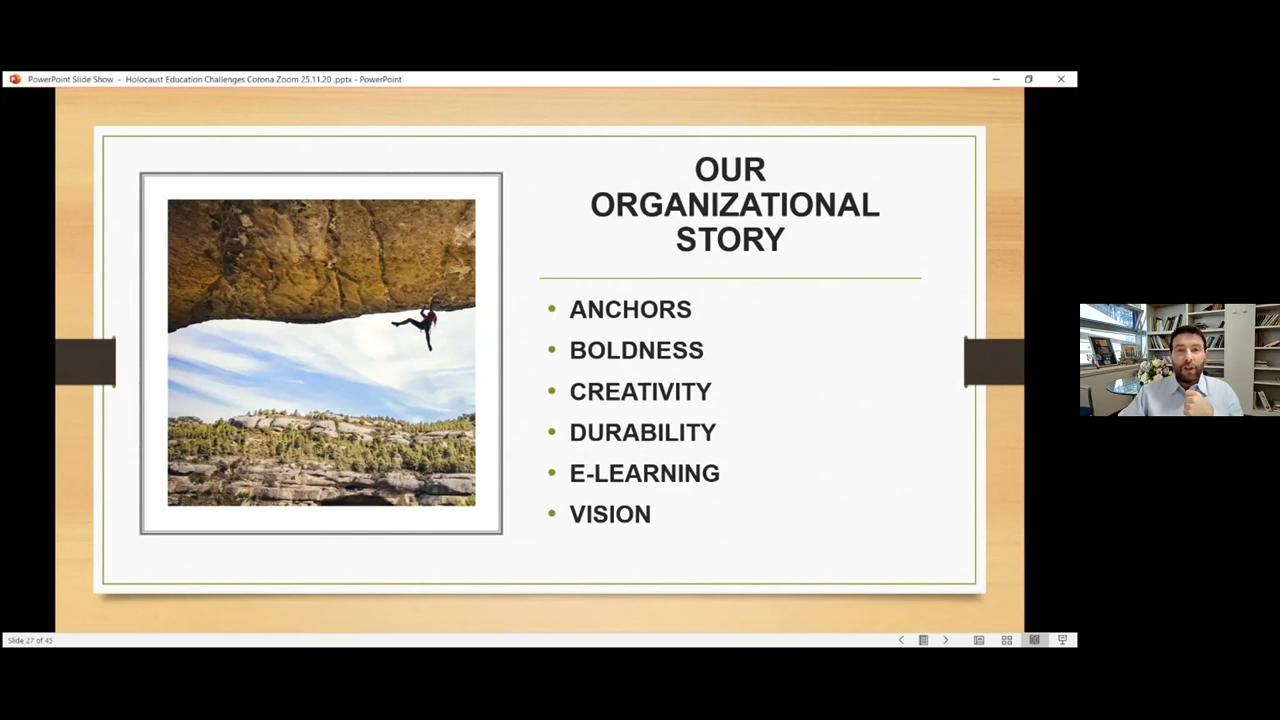 PowerPoint Slide Show - Holocaust Education Challenges Corona Zoom 25.11.20 .pptx - PowerPoint
OUR
ORGANIZATIONAL
STORY
• ANCHORS
• BOLDNESS
• CREATIVITY
• DURABILITY
• E-LEARNING
• VISION
Slide 27 of 45